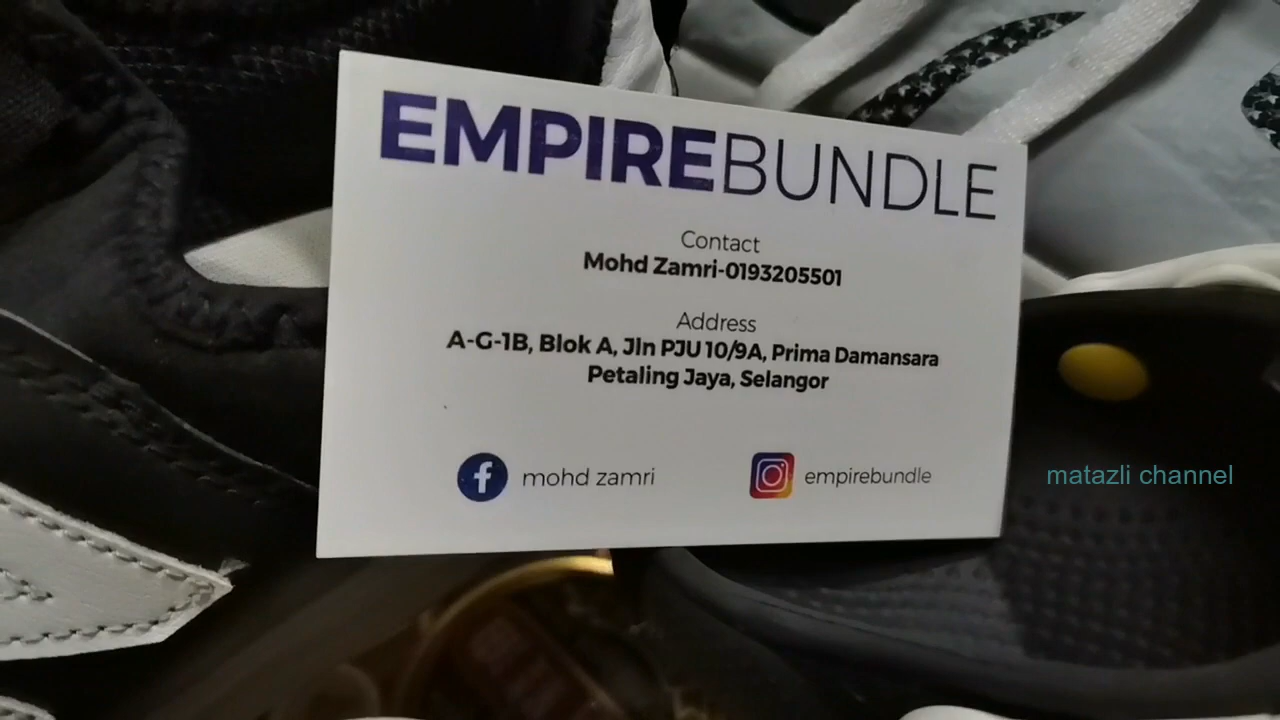 EMPIREBUNDLE
Contact
Mohd Zamri-0193205501
Address
A-G-1B, Blok A, Jln PJU 10/9A, Prima Damansara
Petaling Jaya, Selangor
mohd zamri
empirebundle
matazli channel